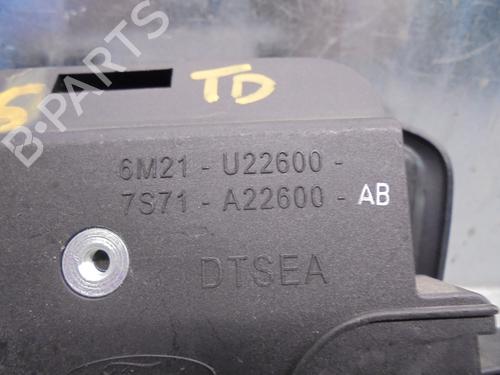 S TD
B-PARTS
6M21 - U22600 -
7S71 - A22600 - AB
DTSEA